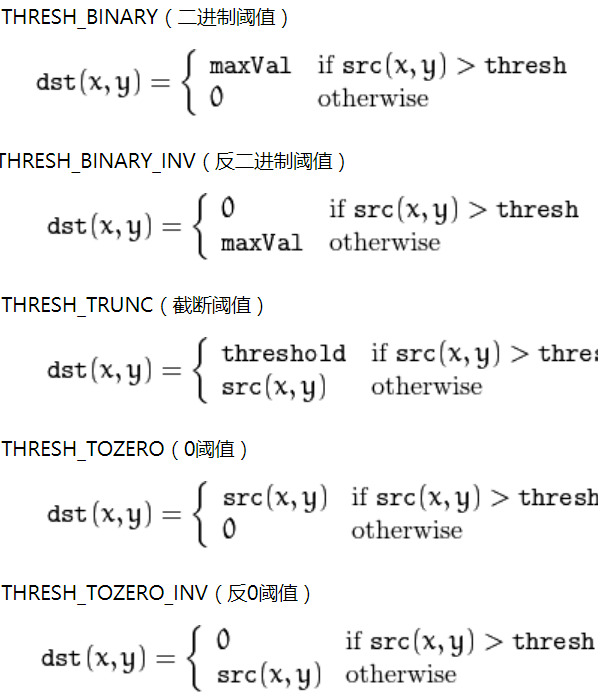 THRESH_BINARY（二进制阈值）
dst(x,y) = { maxVal if src(x,y) > thresh
0 otherwise
THRESH_BINARY_INV（反二进制阈值）
dst(x,y) = { 0 if src(x,y) > thresh
maxVal otherwise
THRESH_TRUNC（截断阈值）
dst(x,y) = { threshold if src(x,y) > thres
src(x,y) otherwise
THRESH_TOZERO（0阈值）
dst(x,y) = { src(x,y) if src(x,y) > thresh
0 otherwise
THRESH_TOZERO_INV（反0阈值）
dst(x,y) = { 0 if src(x,y) > thresh
src(x,y) otherwise